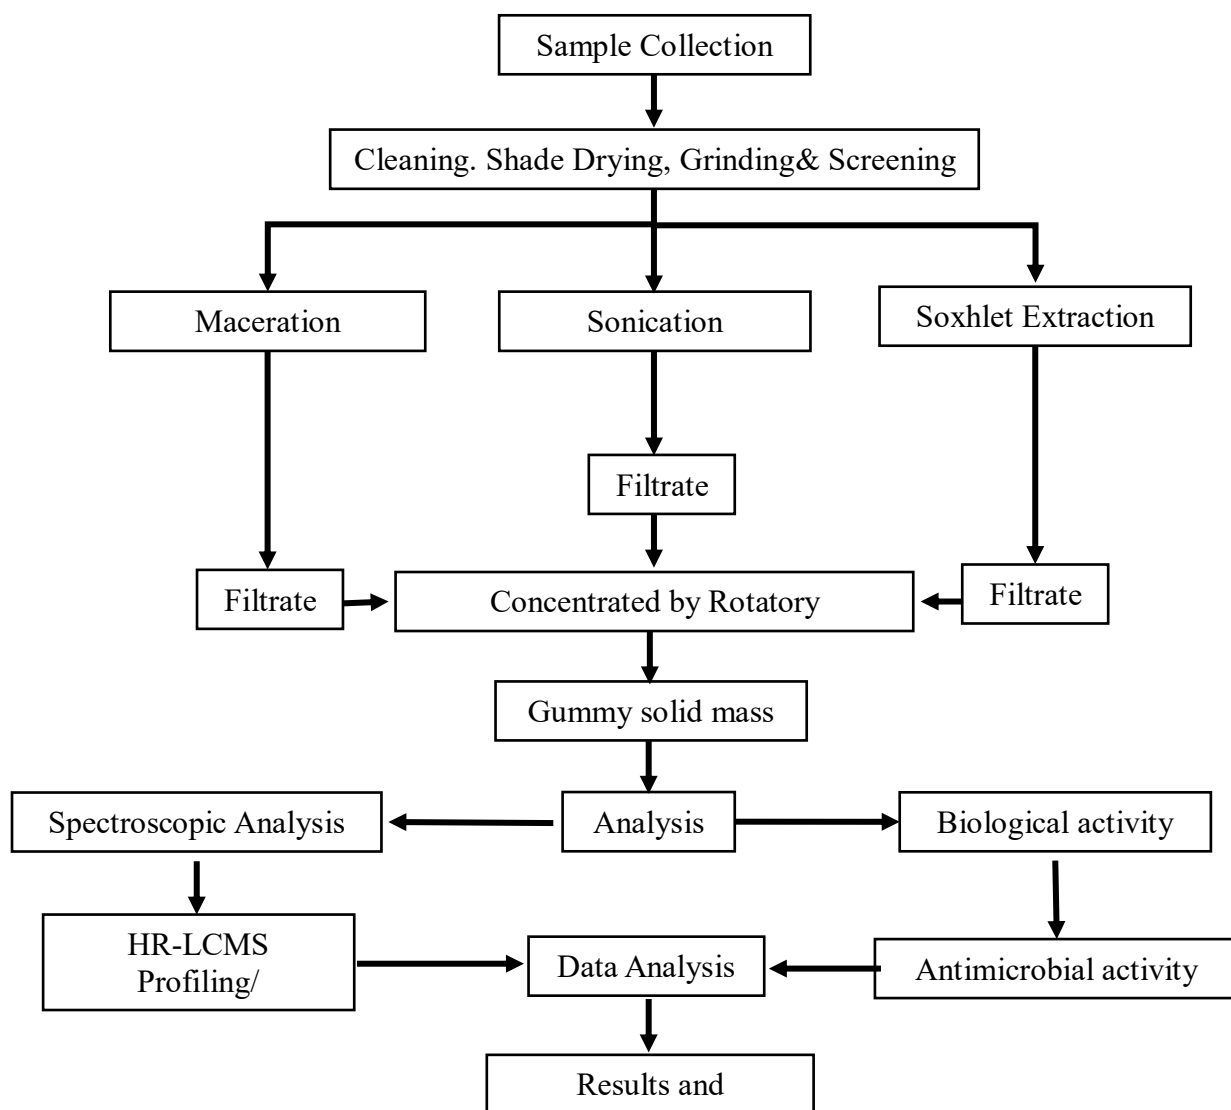 Sample Collection
Cleaning. Shade Drying, Grinding& Screening
Maceration
Sonication
Soxhlet Extraction
Filtrate
Filtrate
Concentrated by Rotatory
Filtrate
Gummy solid mass
Spectroscopic Analysis
Analysis
Biological activity
HR-LCMS
Profiling/
Data Analysis
Antimicrobial activity
Results and